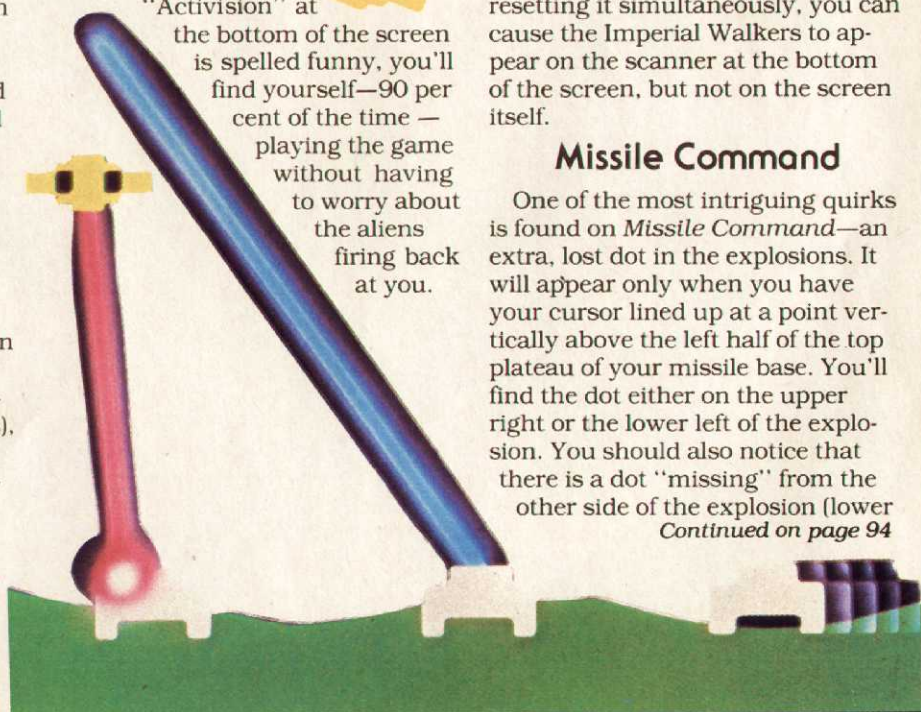 "Activision" at
the bottom of the screen
is spelled funny, you'll
find yourself—90 per
cent of the time —
playing the game
without having
to worry about
the aliens
firing back
at you.
resetting it simultaneously, you can
cause the Imperial Walkers to ap-
pear on the scanner at the bottom
of the screen, but not on the screen
itself.
Missile Command
One of the most intriguing quirks
is found on Missile Command—an
extra, lost dot in the explosions. It
will appear only when you have
your cursor lined up at a point ver-
tically above the left half of the top
plateau of your missile base. You'll
find the dot either on the upper
right or the lower left of the explo-
sion. You should also notice that
there is a dot "missing" from the
other side of the explosion (lower
Continued on page 94